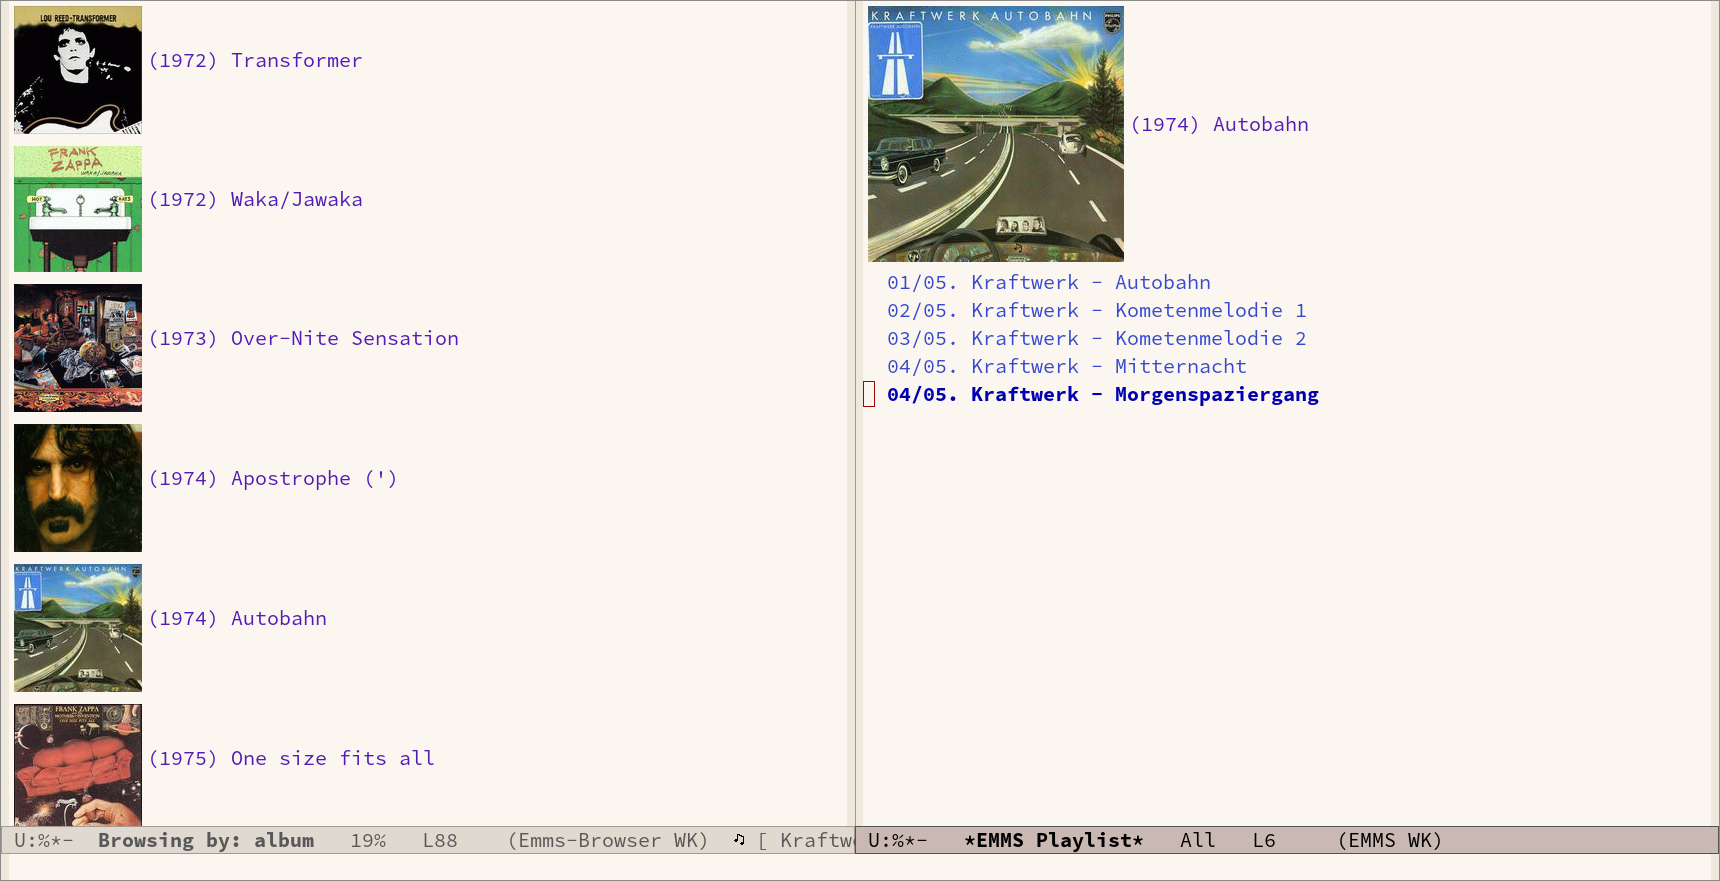 LOU REED·TRANSFORMER
(1972) Transformer
FRANK ZAPPA
WAKA/JAWAKA
HOT
RATS
(1972) Waka/Jawaka
(1973) Over-Nite Sensation
(1974) Apostrophe (')
KRAFTWERK AUTOBAHN
(1974) Autobahn
FRANK ZAPPA
ONE SIZE FITS ALL
(1975) One size fits all
U:%*-  Browsing by: album   19%   L88    (Emms-Browser WK)  ♫ [ Kraftw
KRAFTWERK AUTOBAHN
PHILIPS
(1974) Autobahn
01/05. Kraftwerk - Autobahn
02/05. Kraftwerk - Kometenmelodie 1
03/05. Kraftwerk - Kometenmelodie 2
04/05. Kraftwerk - Mitternacht
04/05. Kraftwerk - Morgenspaziergang
U:%*-   *EMMS Playlist*   All   L6     (EMMS WK)